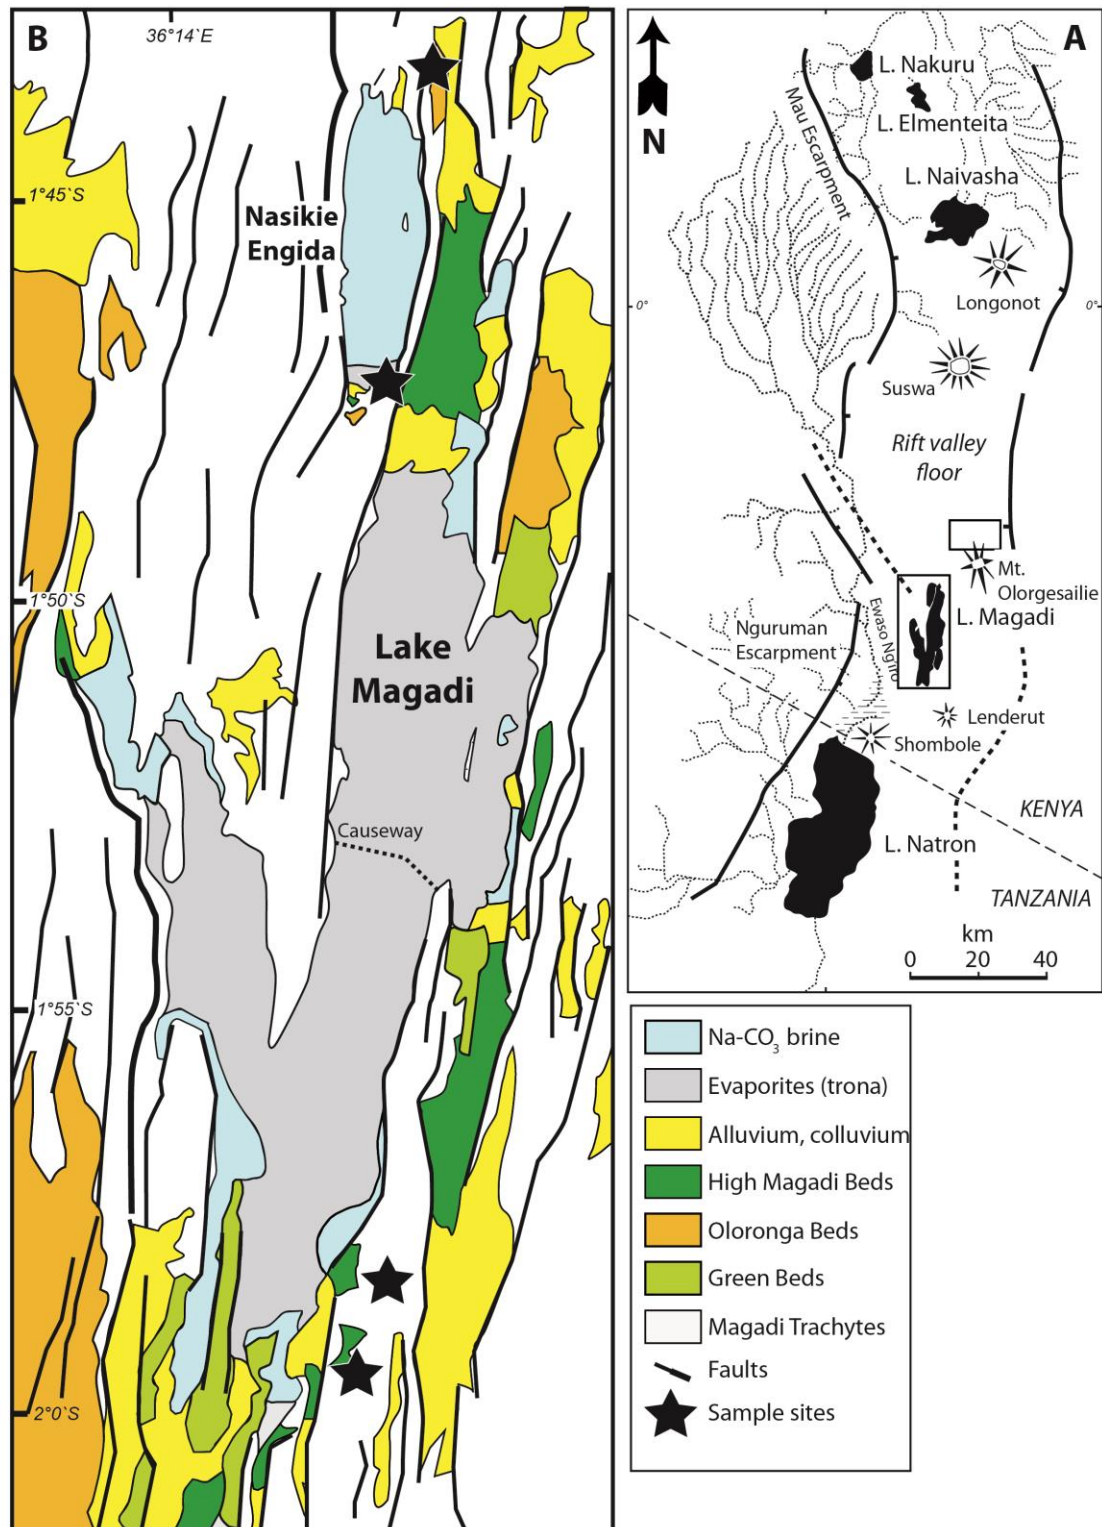 B
36°14`E
1°45`S
Nasikie
Engida
1°50`S
Lake
Magadi
Causeway
1°55`S
2°0`S
A
N
L. Nakuru
Mau Escarpment
L. Elmenteita
L. Naivasha
Longonot
0°
0°
Suswa
Rift valley
floor
Mt.
Olorgesailie
L. Magadi
Ewaso Ng'iro
Nguruman
Escarpment
Lenderut
Shombole
KENYA
L. Natron
TANZANIA
km
0 20 40
Na-CO3 brine
Evaporites (trona)
Alluvium, colluvium
High Magadi Beds
Oloronga Beds
Green Beds
Magadi Trachytes
Faults
Sample sites